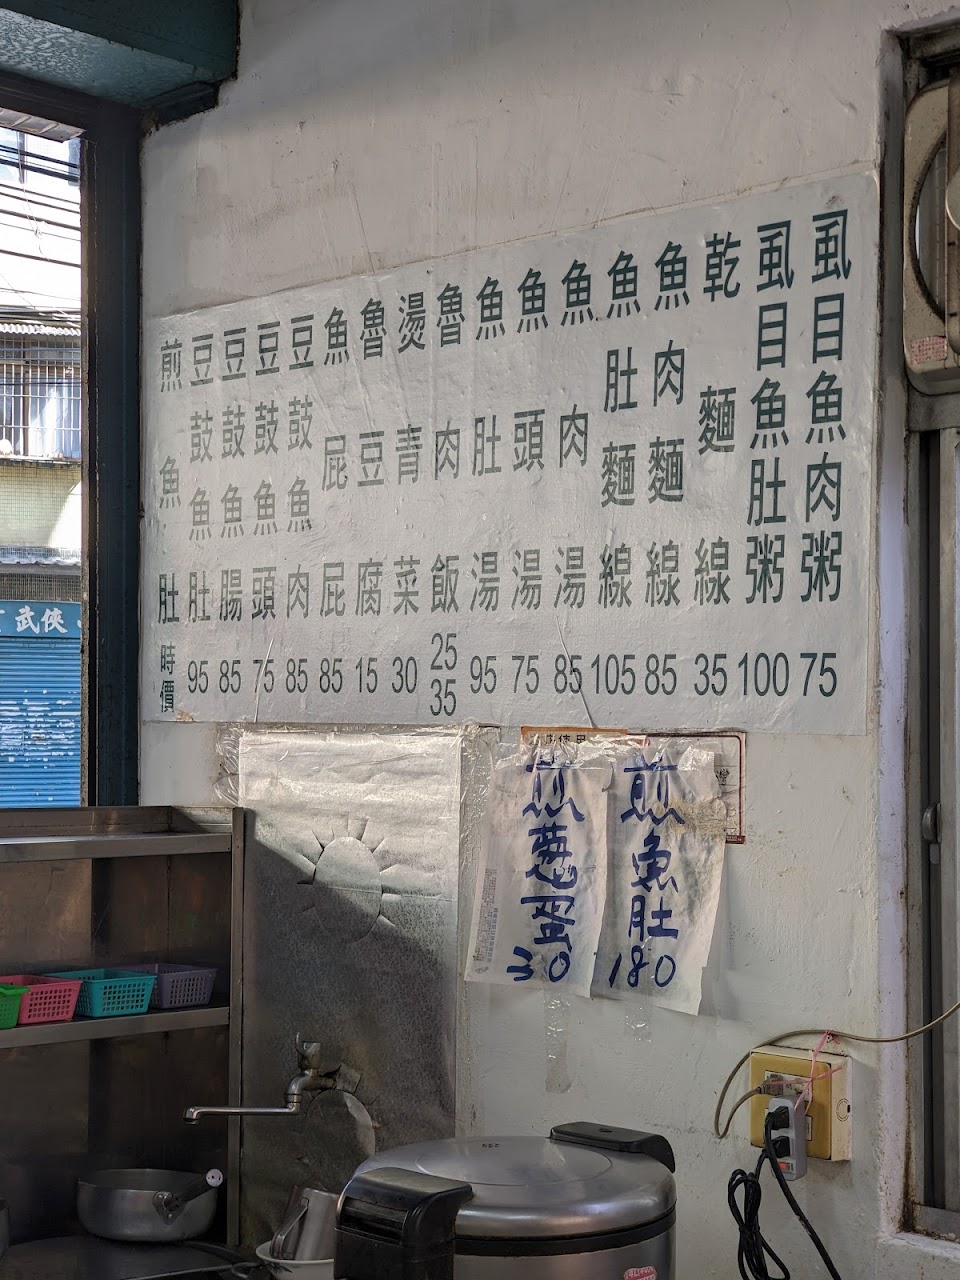 虱目魚肉粥 75
虱目魚肚粥 100
乾麵線 35
魚肉麵線 85
魚肚麵線 105
魚肉湯 85
魚頭湯 75
魚肚湯 95
魯肉飯 25 35
燙青菜 30
魯豆腐 15
魚屁屁 85
豆鼓魚肉 85
豆鼓魚頭 75
豆鼓魚腸 85
豆鼓魚肚 95
煎魚肚 時價
煎魚肚 180
煎蔥蛋 30
武俠